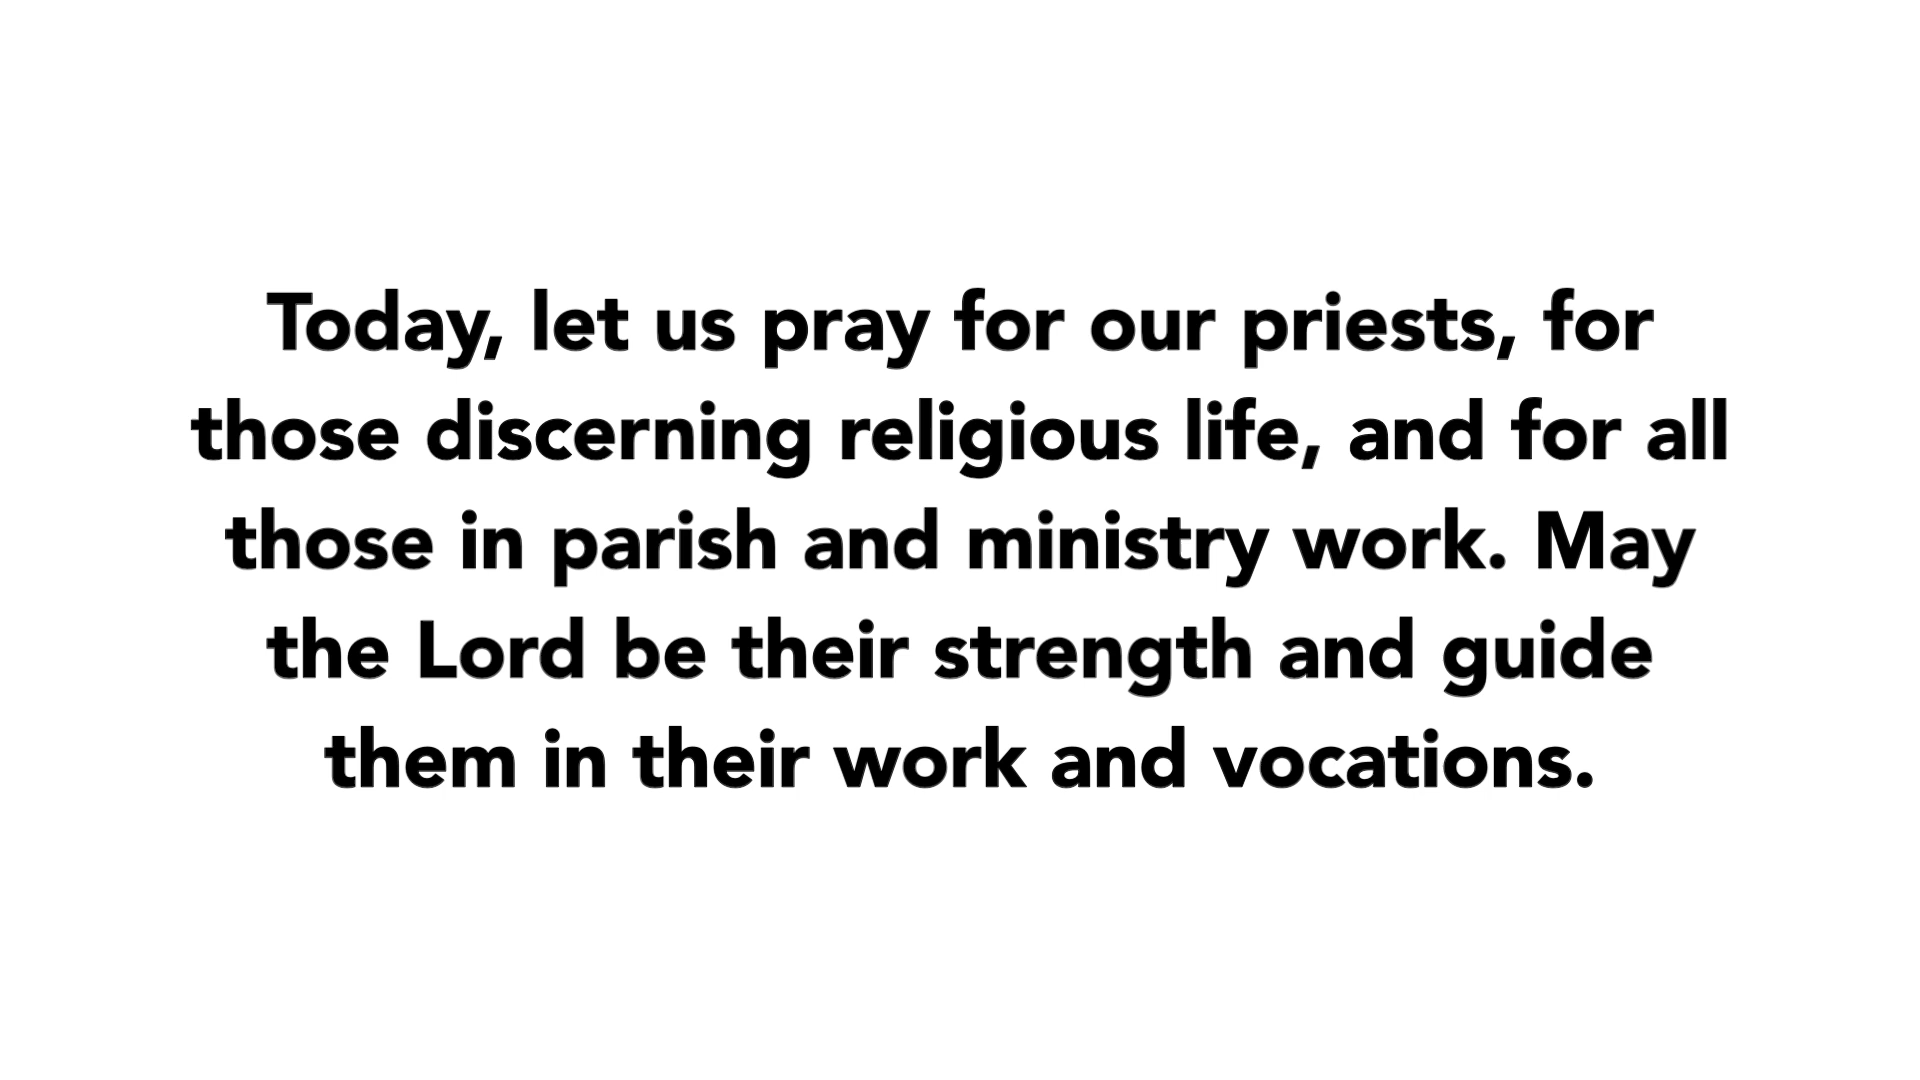 Today, let us pray for our priests, for
those discerning religious life, and for all
those in parish and ministry work. May
the Lord be their strength and guide
them in their work and vocations.